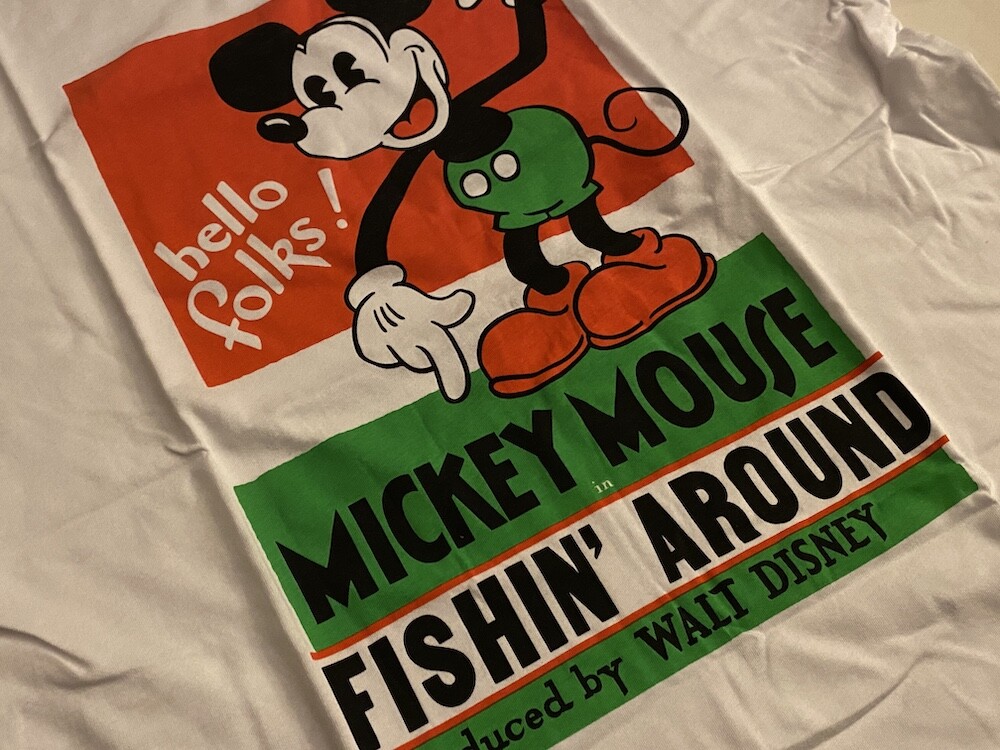 hello
folks!
MICKEY MOUSE
in
FISHIN' AROUND
duced by WALT DISNEY